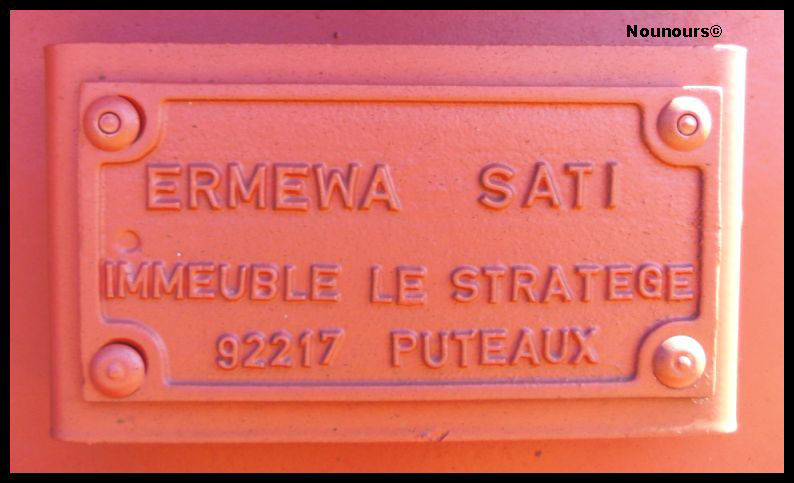 Nounours©
ERMEWA SATI
IMMEUBLE LE STRATEGE
92217 PUTEAUX